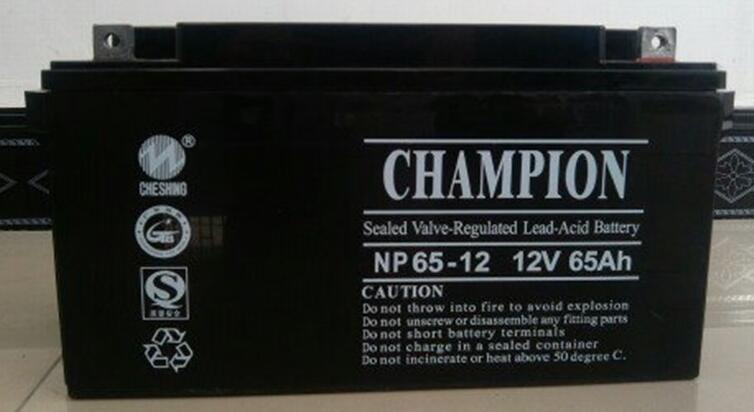 ®
CHESHING
CHAMPION
Sealed Valve-Regulated Lead-Acid Battery
NP 65-12 12V 65Ah
CAUTION
Do not throw into fire to avoid explosion
Do not unscrew or disassemble any fitting parts
Do not short battery terminals
Do not charge in a sealed container
Do not incinerate or heat above 50 degree C.